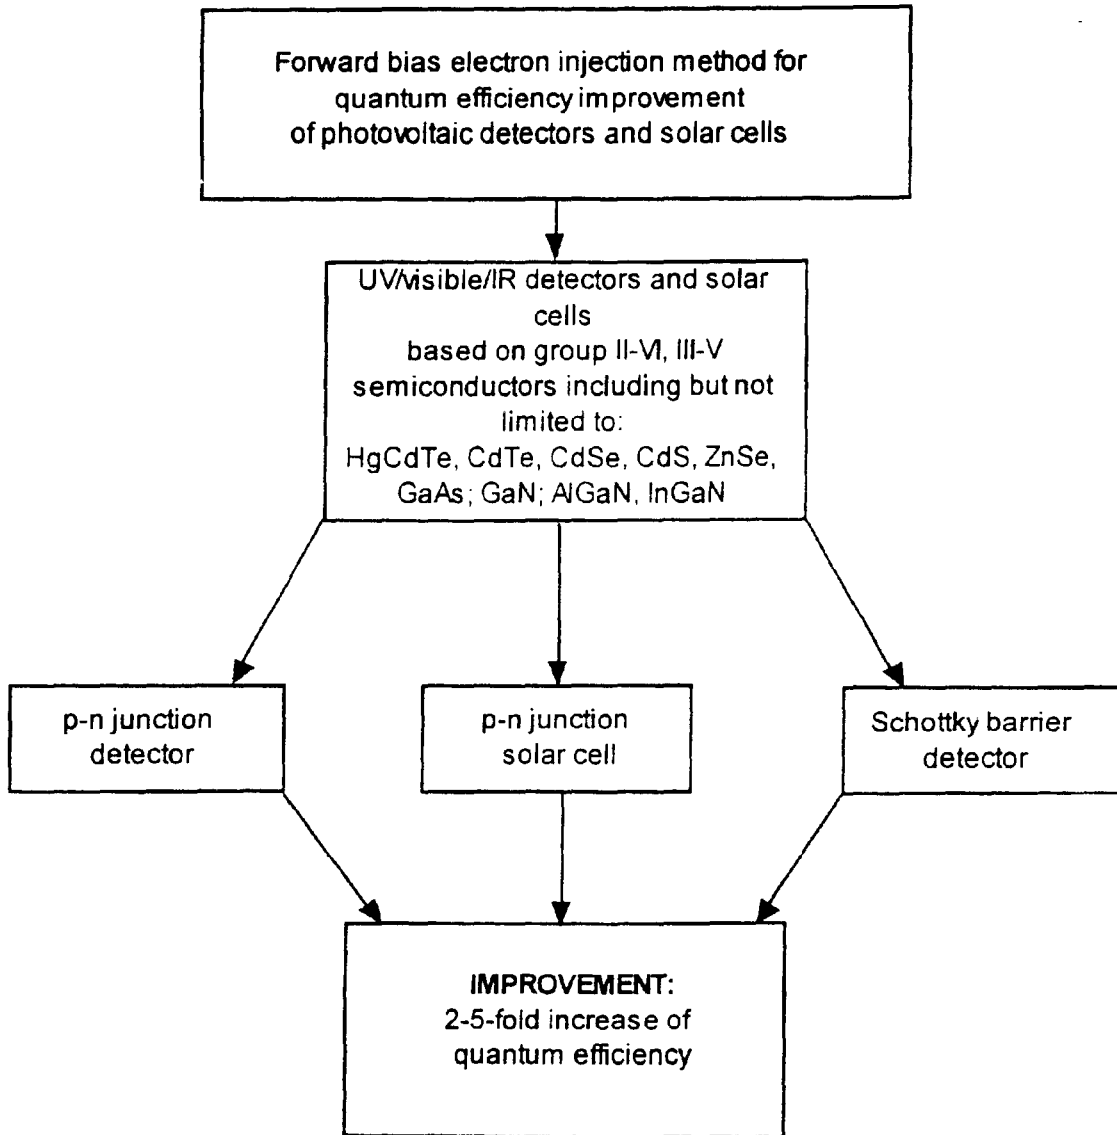 Forward bias electron injection method for
quantum efficiency improvement
of photovoltaic detectors and solar cells
UV/visible/IR detectors and solar
cells
based on group II-VI, III-V
semiconductors including but not
limited to:
HgCdTe, CdTe, CdSe, CdS, ZnSe,
GaAs; GaN; AlGaN, InGaN
p-n junction
detector
p-n junction
solar cell
Schottky barrier
detector
IMPROVEMENT:
2-5-fold increase of
quantum efficiency